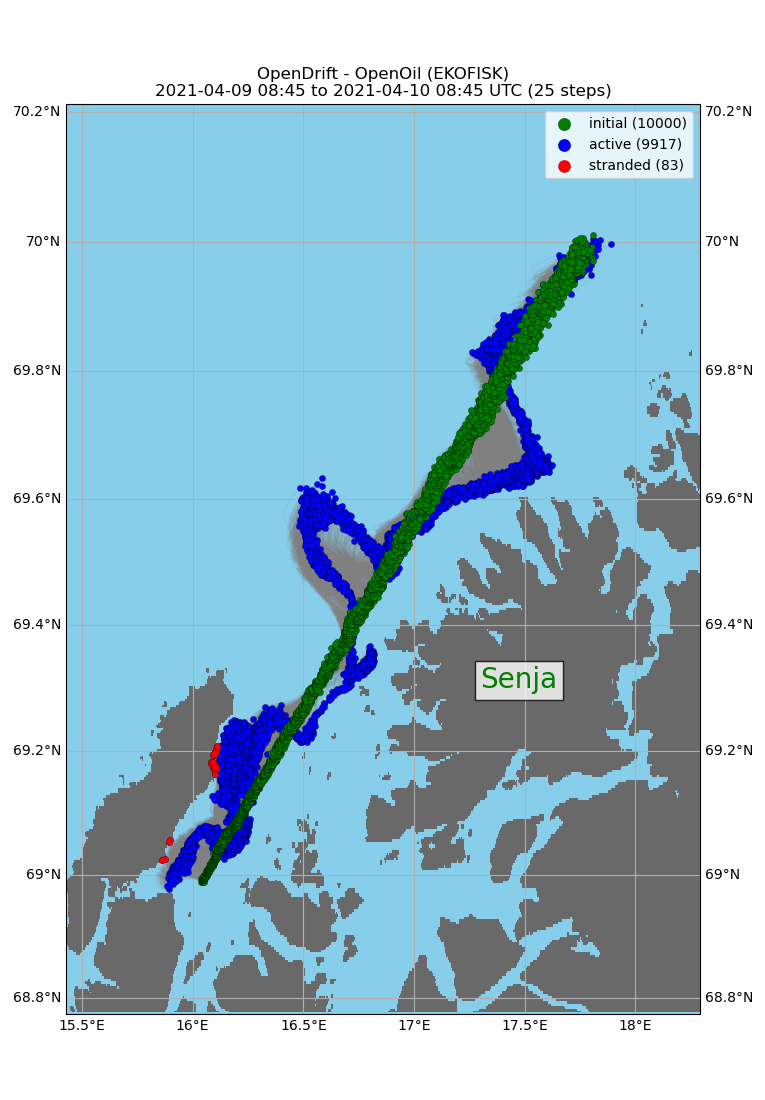 OpenDrift - OpenOil (EKOFISK)
2021-04-09 08:45 to 2021-04-10 08:45 UTC (25 steps)
70.2°N
70.2°N
initial (10000)
active (9917)
stranded (83)
70°N
70°N
69.8°N
69.8°N
69.6°N
69.6°N
69.4°N
69.4°N
Senja
69.2°N
69.2°N
69°N
69°N
68.8°N
68.8°N
15.5°E
16°E
16.5°E
17°E
17.5°E
18°E